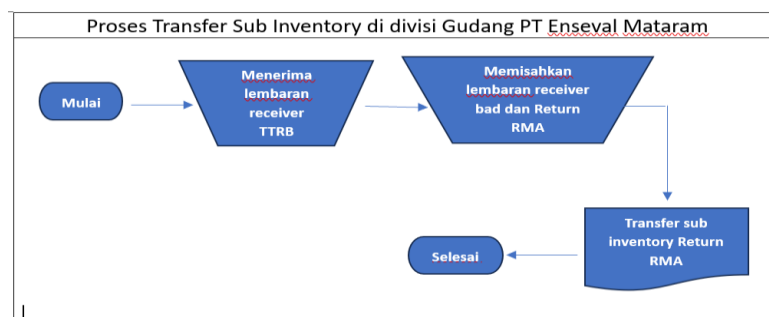 Proses Transfer Sub Inventory di divisi Gudang PT Enseval Mataram
Mulai
Menerima
lembaran
receiver
TTRB
Memisahkan
lembaran receiver
bad dan Return
RMA
Transfer sub
inventory Return
RMA
Selesai